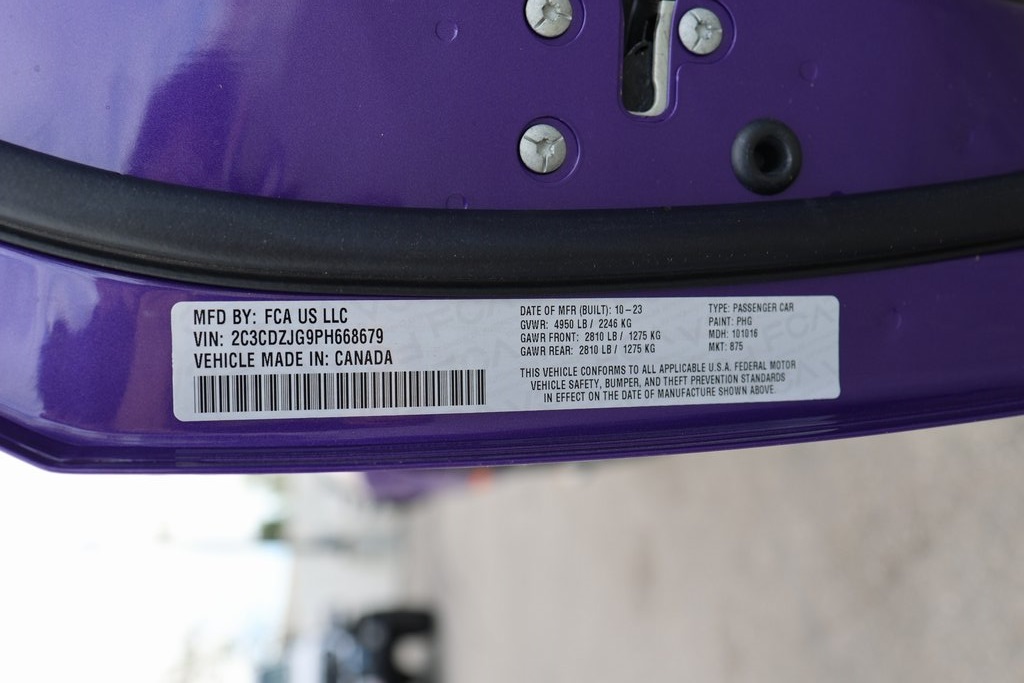 MFD BY: FCA US LLC
VIN: 2C3CDZJG9PH668679
VEHICLE MADE IN: CANADA
DATE OF MFR (BUILT): 10-23
GVWR: 4950 LB / 2246 KG
GAWR FRONT: 2810 LB / 1275 KG
GAWR REAR: 2810 LB / 1275 KG
TYPE: PASSENGER CAR
PAINT: PHG
MDH: 101016
MKT: 875
THIS VEHICLE CONFORMS TO ALL APPLICABLE U.S.A. FEDERAL MOTOR
VEHICLE SAFETY, BUMPER, AND THEFT PREVENTION STANDARDS
IN EFFECT ON THE DATE OF MANUFACTURE SHOWN ABOVE.